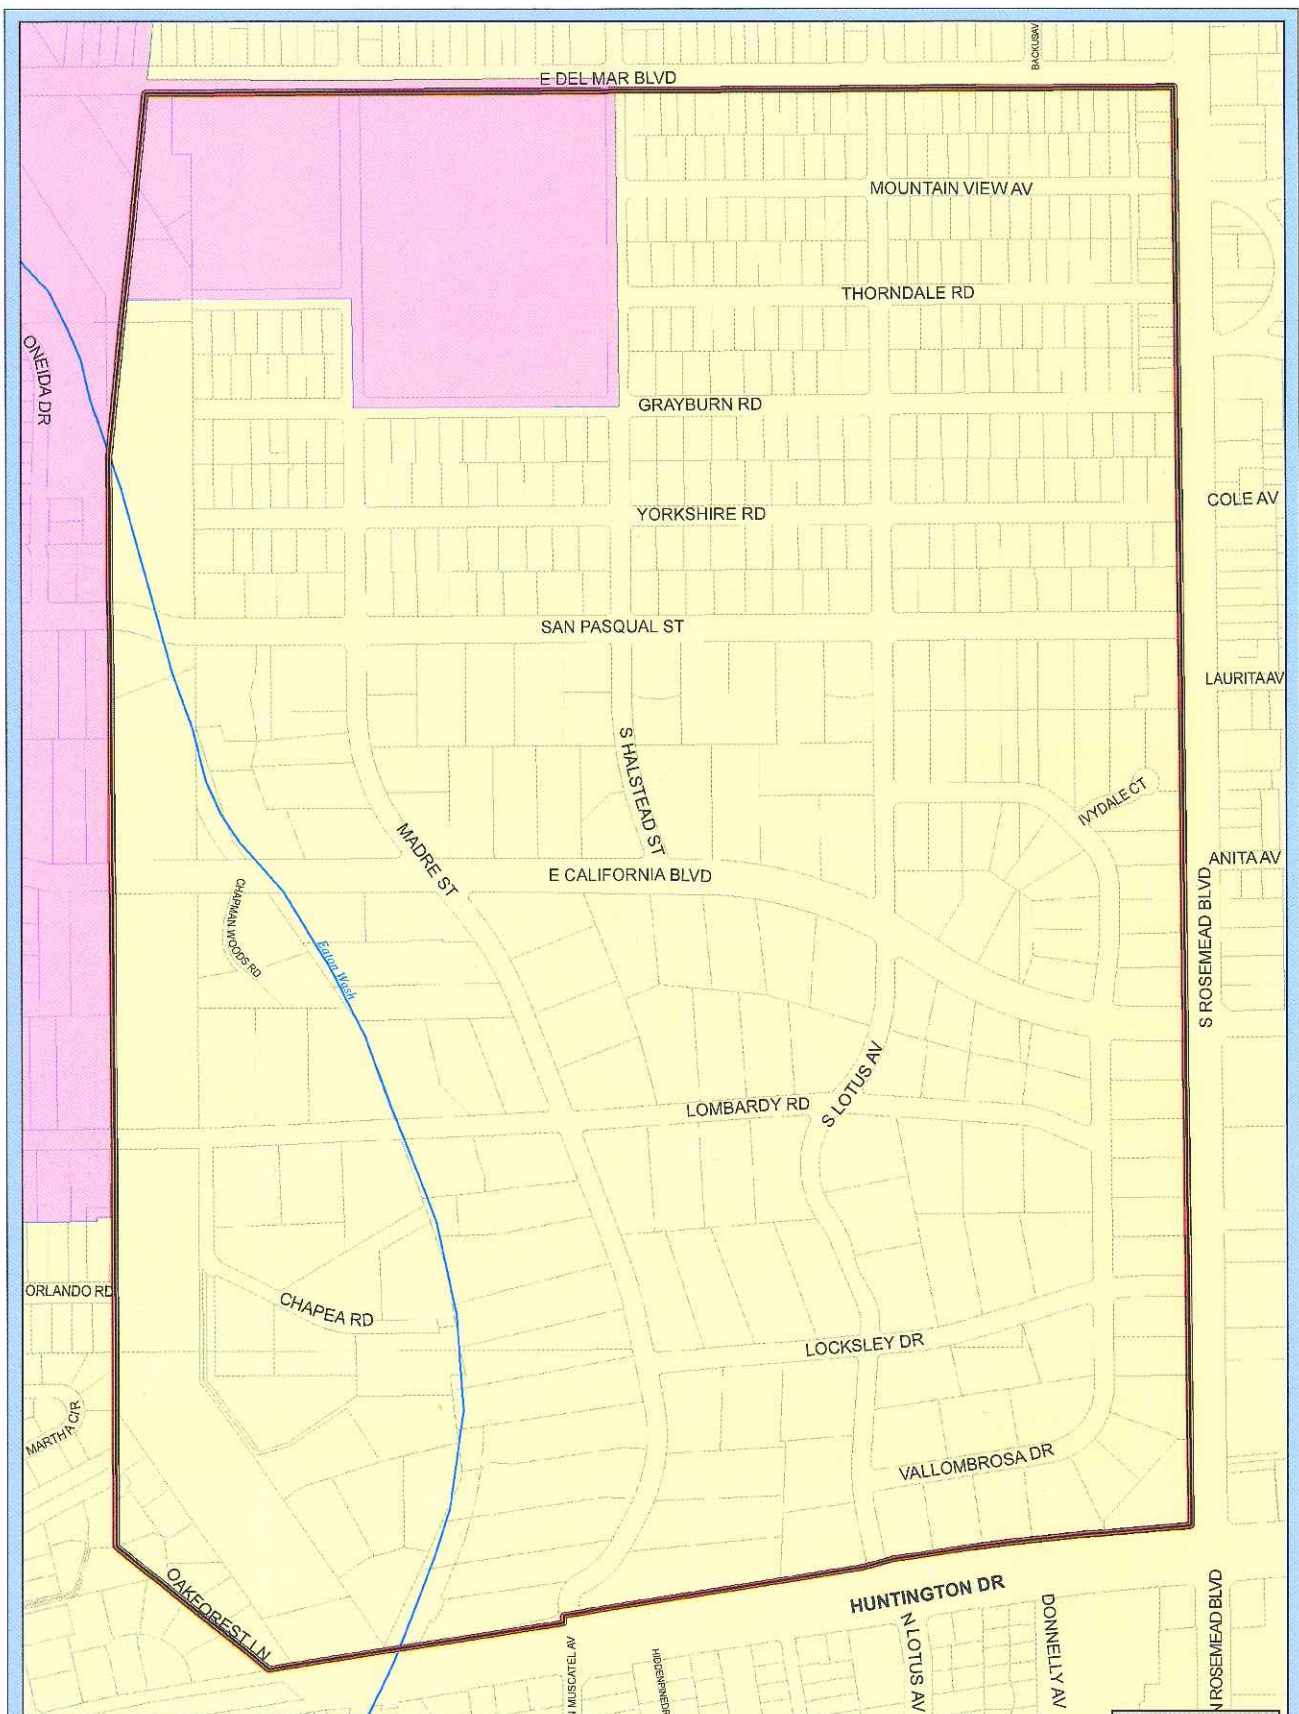 BACKUS AV
E DEL MAR BLVD
MOUNTAIN VIEW AV
THORNDALE RD
ONEIDA DR
GRAYBURN RD
COLE AV
YORKSHIRE RD
SAN PASQUAL ST
LAURITA AV
S HALSTEAD ST
IVYDALE CT
MADRE ST
ANITA AV
E CALIFORNIA BLVD
CHAPMAN WOODS RD
Eaton Wash
S ROSEMEAD BLVD
S LOTUS AV
LOMBARDY RD
ORLANDO RD
CHAPEA RD
LOCKSLEY DR
MARTHA CIR
VALLOMBROSA DR
OAKFOREST LN
HUNTINGTON DR
N MUSCATEL AV
HIDDENPINE DR
N LOTUS AV
DONNELLY AV
N ROSEMEAD BLVD